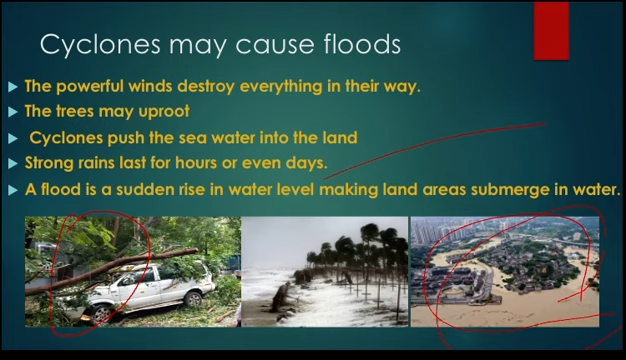 Cyclones may cause floods
The powerful winds destroy everything in their way.
The trees may uproot
Cyclones push the sea water into the land
Strong rains last for hours or even days.
A flood is a sudden rise in water level making land areas submerge in water.